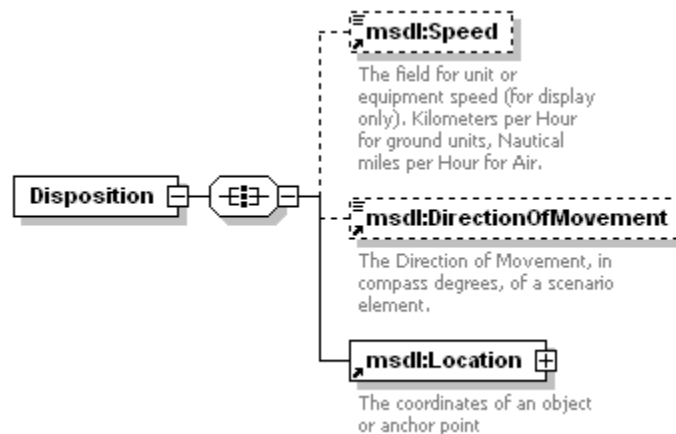 msdl:Speed
The field for unit or
equipment speed (for display
only). Kilometers per Hour
for ground units, Nautical
miles per Hour for Air.
Disposition
msdl:DirectionOfMovement
The Direction of Movement, in
compass degrees, of a scenario
element.
msdl:Location
The coordinates of an object
or anchor point